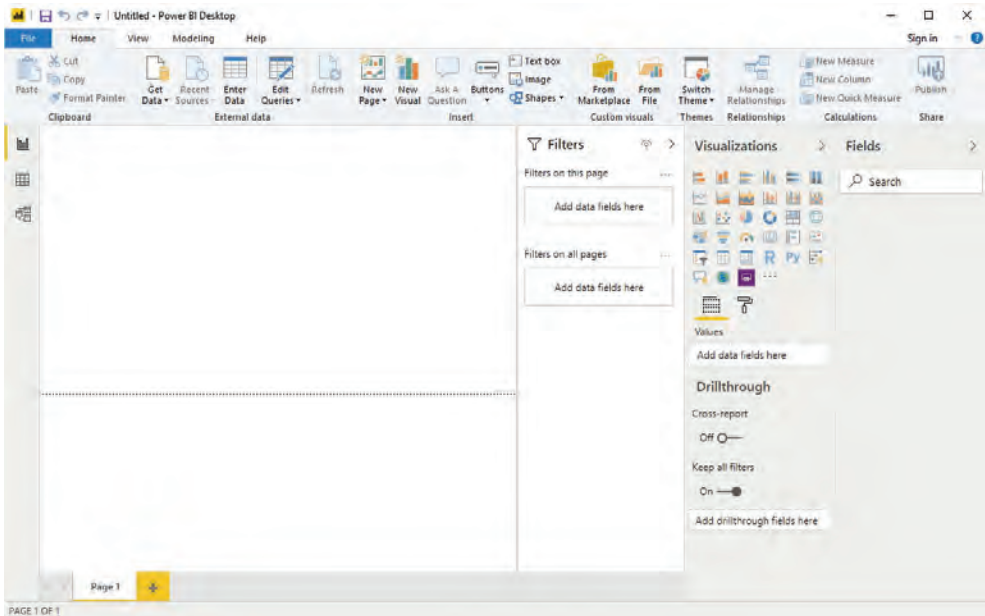 Untitled - Power BI Desktop
File Home View Modeling Help Sign in
Paste
Cut
Copy
Format Painter
Clipboard
Get Data
Recent Sources
Enter Data
Edit Queries
Refresh
External data
New Page
New Visual
Ask A Question
Buttons
Text box
Image
Shapes
Insert
From Marketplace
From File
Custom visuals
Switch Theme
Themes
Manage Relationships
Relationships
New Measure
New Column
New Quick Measure
Calculations
Publish
Share
Filters
Filters on this page ...
Add data fields here
Filters on all pages ...
Add data fields here
Visualizations
R Py
...
Values
Add data fields here
Drillthrough
Cross-report
Off
Keep all filters
On
Add drillthrough fields here
Fields
Search
Page 1
PAGE 1 OF 1